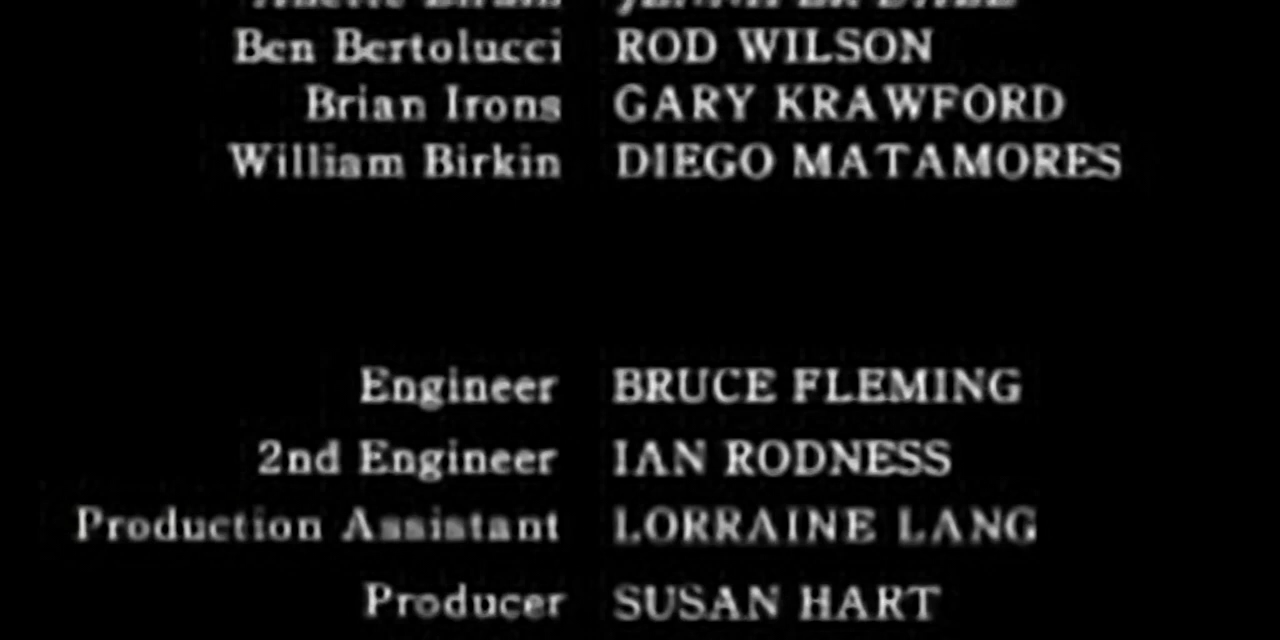 Ben Bertolucci ROD WILSON
Brian Irons GARY KRAWFORD
William Birkin DIEGO MATAMORES
Engineer BRUCE FLEMING
2nd Engineer IAN RODNESS
Production Assistant LORRAINE LANG
Producer SUSAN HART